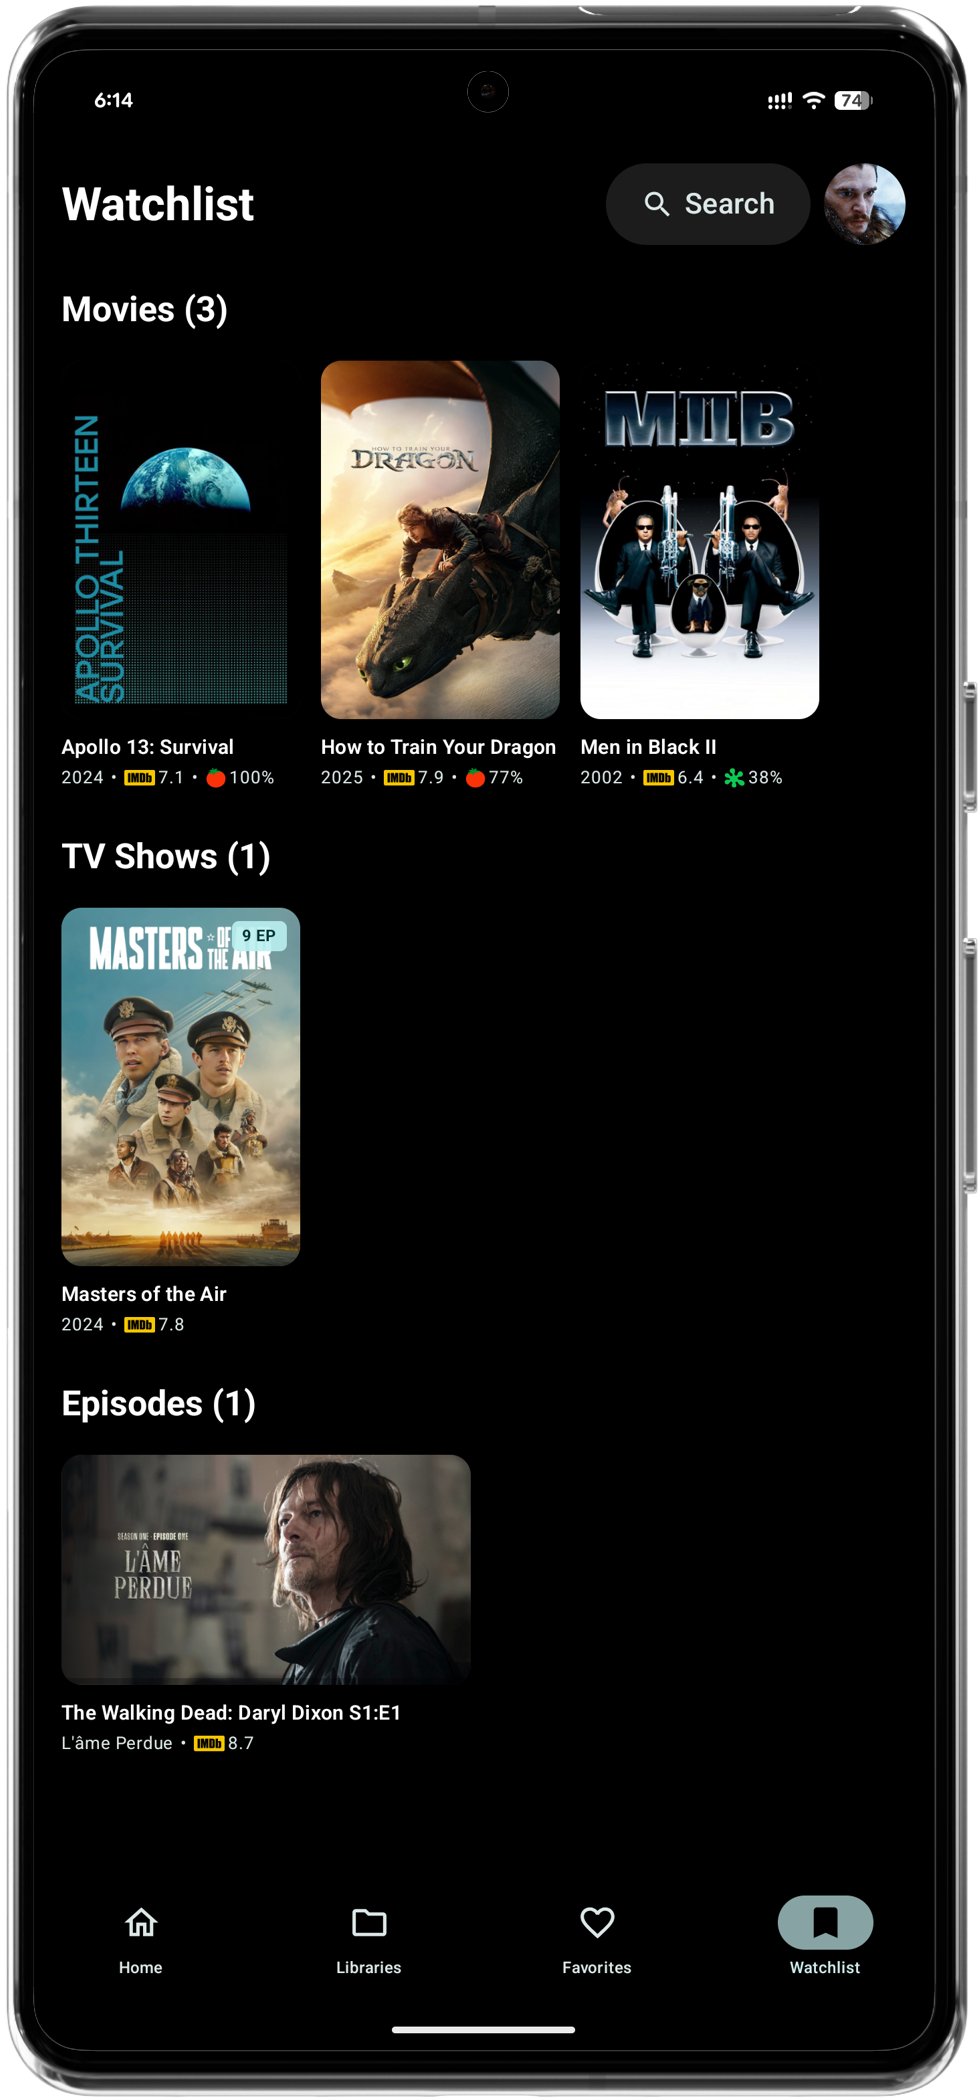 6:14
74
Watchlist
Search
Movies (3)
APOLLO THIRTEEN
SURVIVAL
HOW TO TRAIN YOUR
DRAGON
MIIB
Apollo 13: Survival
2024 • IMDb 7.1 • 100%
How to Train Your Dragon
2025 • IMDb 7.9 • 77%
Men in Black II
2002 • IMDb 6.4 • 38%
TV Shows (1)
MASTERS OF THE AIR
9 EP
Masters of the Air
2024 • IMDb 7.8
Episodes (1)
SEASON ONE · EPISODE ONE
L'ÂME
PERDUE
The Walking Dead: Daryl Dixon S1:E1
L'âme Perdue • IMDb 8.7
Home
Libraries
Favorites
Watchlist